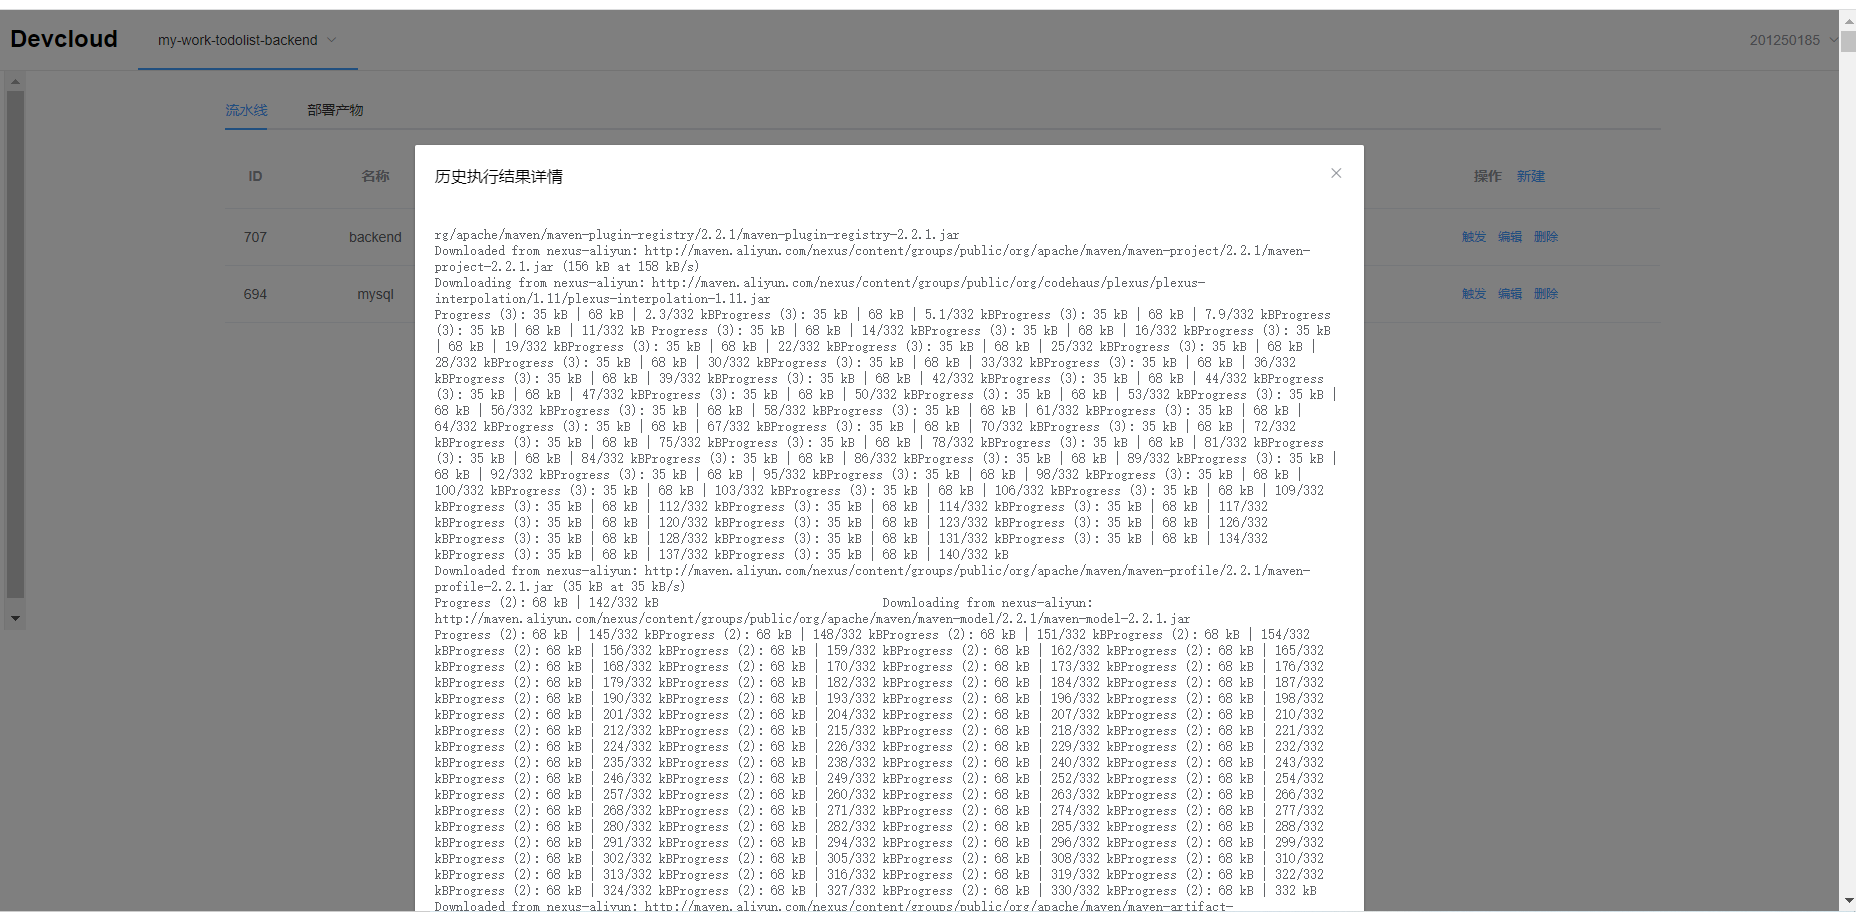 Devcloud
my-work-todolist-backend
201250185
流水线 部署产物
ID 名称 操作 新建
707 backend 触发 编辑 删除
694 mysql 触发 编辑 删除
历史执行结果详情
rg/apache/maven/maven-plugin-registry/2.2.1/maven-plugin-registry-2.2.1.jar
Downloaded from nexus-aliyun: http://maven.aliyun.com/nexus/content/groups/public/org/apache/maven/maven-project/2.2.1/maven-
project-2.2.1.jar (156 kB at 158 kB/s)
Downloading from nexus-aliyun: http://maven.aliyun.com/nexus/content/groups/public/org/codehaus/plexus/plexus-
interpolation/1.11/plexus-interpolation-1.11.jar
Progress (3): 35 kB | 68 kB | 2.3/332 kBProgress (3): 35 kB | 68 kB | 5.1/332 kBProgress (3): 35 kB | 68 kB | 7.9/332 kBProgress
(3): 35 kB | 68 kB | 11/332 kB Progress (3): 35 kB | 68 kB | 14/332 kBProgress (3): 35 kB | 68 kB | 16/332 kBProgress (3): 35 kB
| 68 kB | 19/332 kBProgress (3): 35 kB | 68 kB | 22/332 kBProgress (3): 35 kB | 68 kB | 25/332 kBProgress (3): 35 kB | 68 kB |
28/332 kBProgress (3): 35 kB | 68 kB | 30/332 kBProgress (3): 35 kB | 68 kB | 33/332 kBProgress (3): 35 kB | 68 kB | 36/332
kBProgress (3): 35 kB | 68 kB | 39/332 kBProgress (3): 35 kB | 68 kB | 42/332 kBProgress (3): 35 kB | 68 kB | 44/332 kBProgress
(3): 35 kB | 68 kB | 47/332 kBProgress (3): 35 kB | 68 kB | 50/332 kBProgress (3): 35 kB | 68 kB | 53/332 kBProgress (3): 35 kB |
68 kB | 56/332 kBProgress (3): 35 kB | 68 kB | 58/332 kBProgress (3): 35 kB | 68 kB | 61/332 kBProgress (3): 35 kB | 68 kB |
64/332 kBProgress (3): 35 kB | 68 kB | 67/332 kBProgress (3): 35 kB | 68 kB | 70/332 kBProgress (3): 35 kB | 68 kB | 72/332
kBProgress (3): 35 kB | 68 kB | 75/332 kBProgress (3): 35 kB | 68 kB | 78/332 kBProgress (3): 35 kB | 68 kB | 81/332 kBProgress
(3): 35 kB | 68 kB | 84/332 kBProgress (3): 35 kB | 68 kB | 86/332 kBProgress (3): 35 kB | 68 kB | 89/332 kBProgress (3): 35 kB |
68 kB | 92/332 kBProgress (3): 35 kB | 68 kB | 95/332 kBProgress (3): 35 kB | 68 kB | 98/332 kBProgress (3): 35 kB | 68 kB |
100/332 kBProgress (3): 35 kB | 68 kB | 103/332 kBProgress (3): 35 kB | 68 kB | 106/332 kBProgress (3): 35 kB | 68 kB | 109/332
kBProgress (3): 35 kB | 68 kB | 112/332 kBProgress (3): 35 kB | 68 kB | 114/332 kBProgress (3): 35 kB | 68 kB | 117/332
kBProgress (3): 35 kB | 68 kB | 120/332 kBProgress (3): 35 kB | 68 kB | 123/332 kBProgress (3): 35 kB | 68 kB | 126/332
kBProgress (3): 35 kB | 68 kB | 128/332 kBProgress (3): 35 kB | 68 kB | 131/332 kBProgress (3): 35 kB | 68 kB | 134/332
kBProgress (3): 35 kB | 68 kB | 137/332 kBProgress (3): 35 kB | 68 kB | 140/332 kB
Downloaded from nexus-aliyun: http://maven.aliyun.com/nexus/content/groups/public/org/apache/maven/maven-profile/2.2.1/maven-
profile-2.2.1.jar (35 kB at 35 kB/s)
Progress (2): 68 kB | 142/332 kB Downloading from nexus-aliyun:
http://maven.aliyun.com/nexus/content/groups/public/org/apache/maven/maven-model/2.2.1/maven-model-2.2.1.jar
Progress (2): 68 kB | 145/332 kBProgress (2): 68 kB | 148/332 kBProgress (2): 68 kB | 151/332 kBProgress (2): 68 kB | 154/332
kBProgress (2): 68 kB | 156/332 kBProgress (2): 68 kB | 159/332 kBProgress (2): 68 kB | 162/332 kBProgress (2): 68 kB | 165/332
kBProgress (2): 68 kB | 168/332 kBProgress (2): 68 kB | 170/332 kBProgress (2): 68 kB | 173/332 kBProgress (2): 68 kB | 176/332
kBProgress (2): 68 kB | 179/332 kBProgress (2): 68 kB | 182/332 kBProgress (2): 68 kB | 184/332 kBProgress (2): 68 kB | 187/332
kBProgress (2): 68 kB | 190/332 kBProgress (2): 68 kB | 193/332 kBProgress (2): 68 kB | 196/332 kBProgress (2): 68 kB | 198/332
kBProgress (2): 68 kB | 201/332 kBProgress (2): 68 kB | 204/332 kBProgress (2): 68 kB | 207/332 kBProgress (2): 68 kB | 210/332
kBProgress (2): 68 kB | 212/332 kBProgress (2): 68 kB | 215/332 kBProgress (2): 68 kB | 218/332 kBProgress (2): 68 kB | 221/332
kBProgress (2): 68 kB | 224/332 kBProgress (2): 68 kB | 226/332 kBProgress (2): 68 kB | 229/332 kBProgress (2): 68 kB | 232/332
kBProgress (2): 68 kB | 235/332 kBProgress (2): 68 kB | 238/332 kBProgress (2): 68 kB | 240/332 kBProgress (2): 68 kB | 243/332
kBProgress (2): 68 kB | 246/332 kBProgress (2): 68 kB | 249/332 kBProgress (2): 68 kB | 252/332 kBProgress (2): 68 kB | 254/332
kBProgress (2): 68 kB | 257/332 kBProgress (2): 68 kB | 260/332 kBProgress (2): 68 kB | 263/332 kBProgress (2): 68 kB | 266/332
kBProgress (2): 68 kB | 268/332 kBProgress (2): 68 kB | 271/332 kBProgress (2): 68 kB | 274/332 kBProgress (2): 68 kB | 277/332
kBProgress (2): 68 kB | 280/332 kBProgress (2): 68 kB | 282/332 kBProgress (2): 68 kB | 285/332 kBProgress (2): 68 kB | 288/332
kBProgress (2): 68 kB | 291/332 kBProgress (2): 68 kB | 294/332 kBProgress (2): 68 kB | 296/332 kBProgress (2): 68 kB | 299/332
kBProgress (2): 68 kB | 302/332 kBProgress (2): 68 kB | 305/332 kBProgress (2): 68 kB | 308/332 kBProgress (2): 68 kB | 310/332
kBProgress (2): 68 kB | 313/332 kBProgress (2): 68 kB | 316/332 kBProgress (2): 68 kB | 319/332 kBProgress (2): 68 kB | 322/332
kBProgress (2): 68 kB | 324/332 kBProgress (2): 68 kB | 327/332 kBProgress (2): 68 kB | 330/332 kBProgress (2): 68 kB | 332 kB
Downloaded from nexus-aliyun: http://maven.aliyun.com/nexus/content/groups/public/org/apache/maven/maven-artifact-